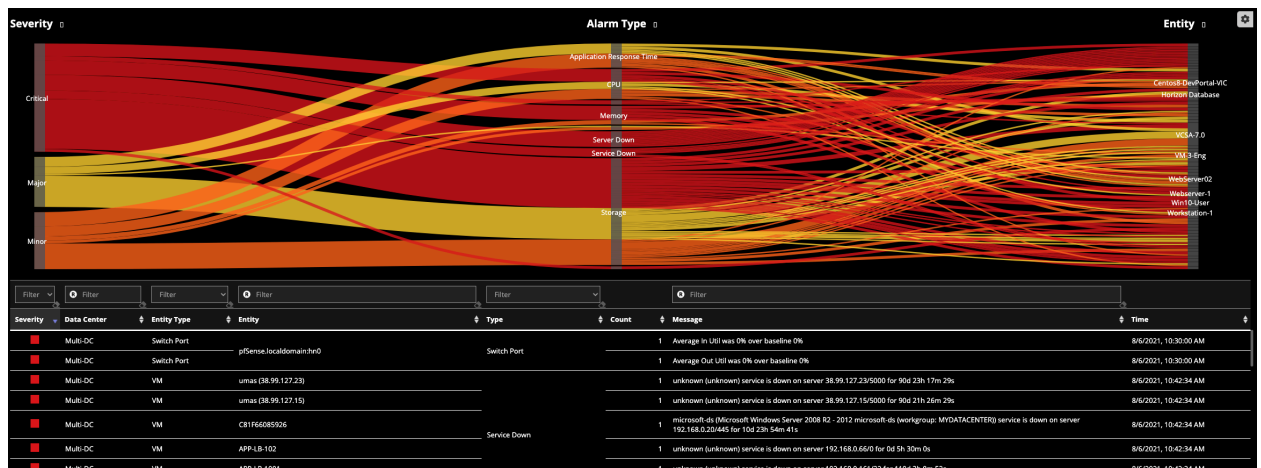 Severity
Alarm Type
Entity
Application Response Time
CPU
Centos8-DevPortal-VIC
Horizon Database
Critical
Memory
VCSA-7.0
Server Down
Service Down
VM-3-Eng
Major
WebServer02
Webserver-1
Win10-User
Storage
Workstation-1
Minor
Filter Filter Filter Filter Filter Filter
Severity Data Center Entity Type Entity Type Count Message Time
Multi-DC Switch Port 1 Average In Util was 0% over baseline 0% 8/6/2021, 10:30:00 AM
pfSense.localdomain:hn0 Switch Port
Multi-DC Switch Port 1 Average Out Util was 0% over baseline 0% 8/6/2021, 10:30:00 AM
Multi-DC VM umas (38.99.127.23) 1 unknown (unknown) service is down on server 38.99.127.23/5000 for 90d 23h 17m 29s 8/6/2021, 10:42:34 AM
Multi-DC VM umas (38.99.127.15) 1 unknown (unknown) service is down on server 38.99.127.15/5000 for 90d 21h 26m 29s 8/6/2021, 10:42:34 AM
Multi-DC VM C81F66085926 1 microsoft-ds (Microsoft Windows Server 2008 R2 - 2012 microsoft-ds (workgroup: MYDATACENTER)) service is down on server
192.168.0.20/445 for 10d 23h 54m 41s 8/6/2021, 10:42:34 AM
Service Down
Multi-DC VM APP-LB-102 1 unknown (unknown) service is down on server 192.168.0.66/0 for 0d 5h 30m 0s 8/6/2021, 10:42:34 AM